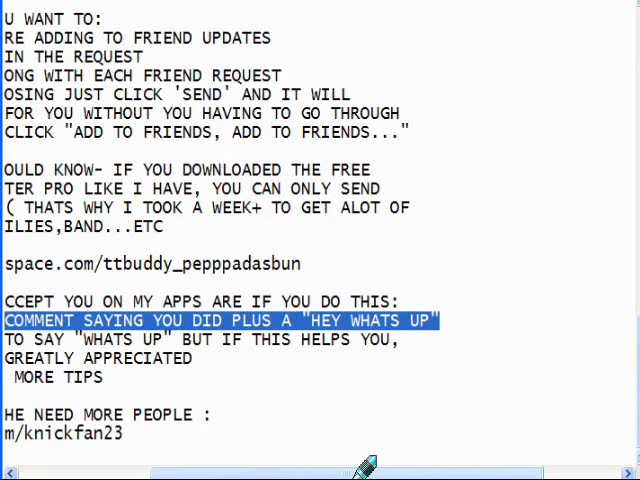 U WANT TO:
RE ADDING TO FRIEND UPDATES
IN THE REQUEST
ONG WITH EACH FRIEND REQUEST
OSING JUST CLICK 'SEND' AND IT WILL
FOR YOU WITHOUT YOU HAVING TO GO THROUGH
CLICK "ADD TO FRIENDS, ADD TO FRIENDS..."
OULD KNOW- IF YOU DOWNLOADED THE FREE
TER PRO LIKE I HAVE, YOU CAN ONLY SEND
( THATS WHY I TOOK A WEEK+ TO GET ALOT OF
ILIES,BAND...ETC
space.com/ttbuddy_pepppadasbun
CCEPT YOU ON MY APPS ARE IF YOU DO THIS:
COMMENT SAYING YOU DID PLUS A "HEY WHATS UP"
TO SAY "WHATS UP" BUT IF THIS HELPS YOU,
GREATLY APPRECIATED
MORE TIPS
HE NEED MORE PEOPLE :
m/knickfan23